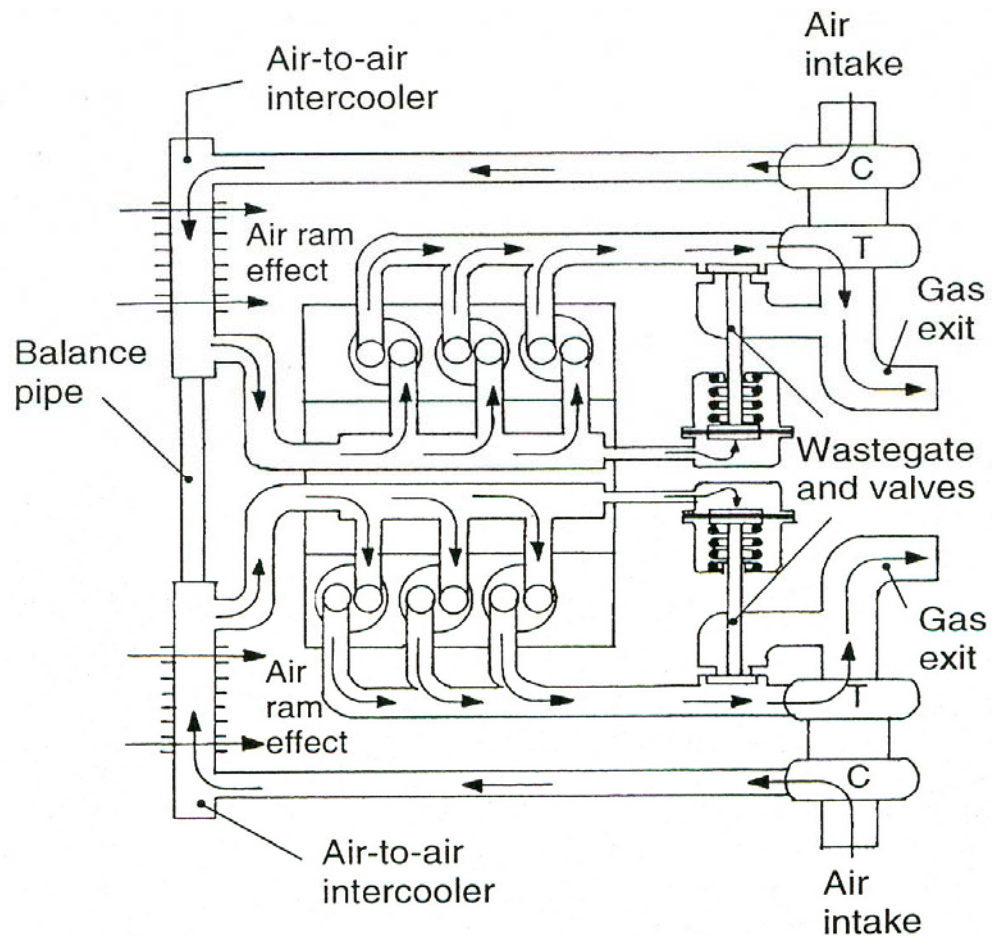 Air
intake
Air-to-air
intercooler
C
Air ram
effect
T
Gas
exit
Balance
pipe
Wastegate
and valves
Gas
exit
Air
ram
effect
T
C
Air-to-air
intercooler
Air
intake